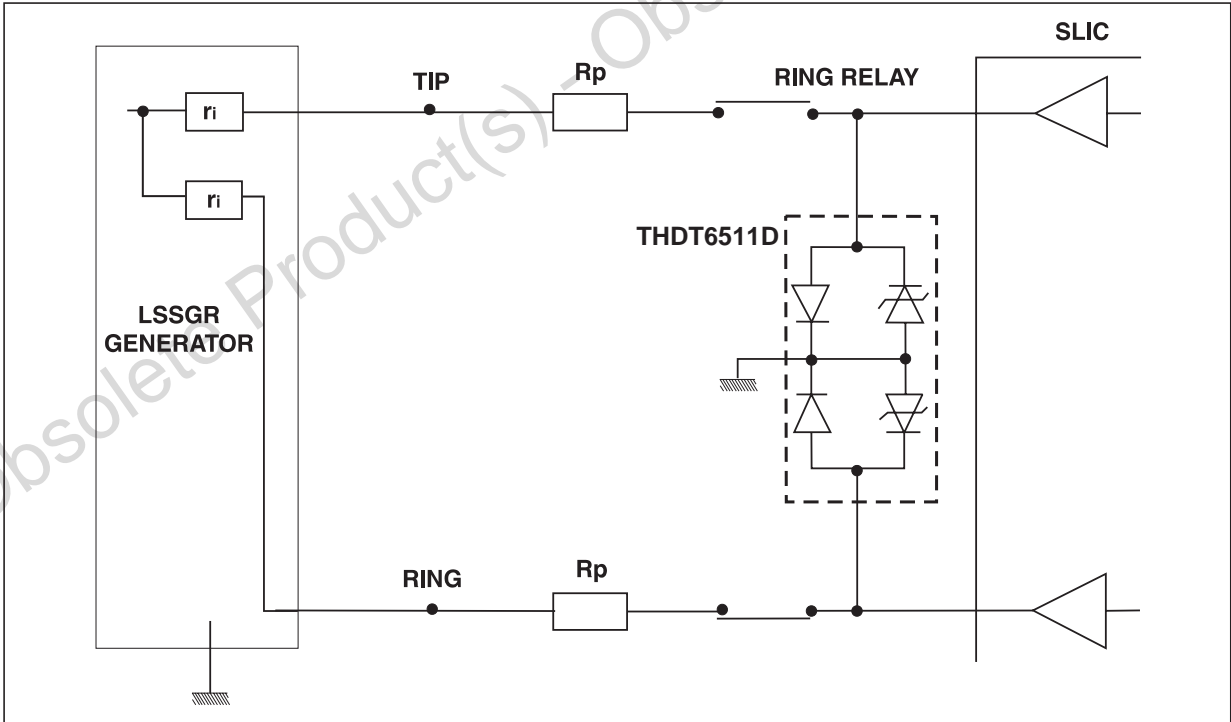 SLIC
TIP
Rp
RING RELAY
ri
ri
THDT6511D
LSSGR
GENERATOR
RING
Rp
Obsolete Product(s) - Obs